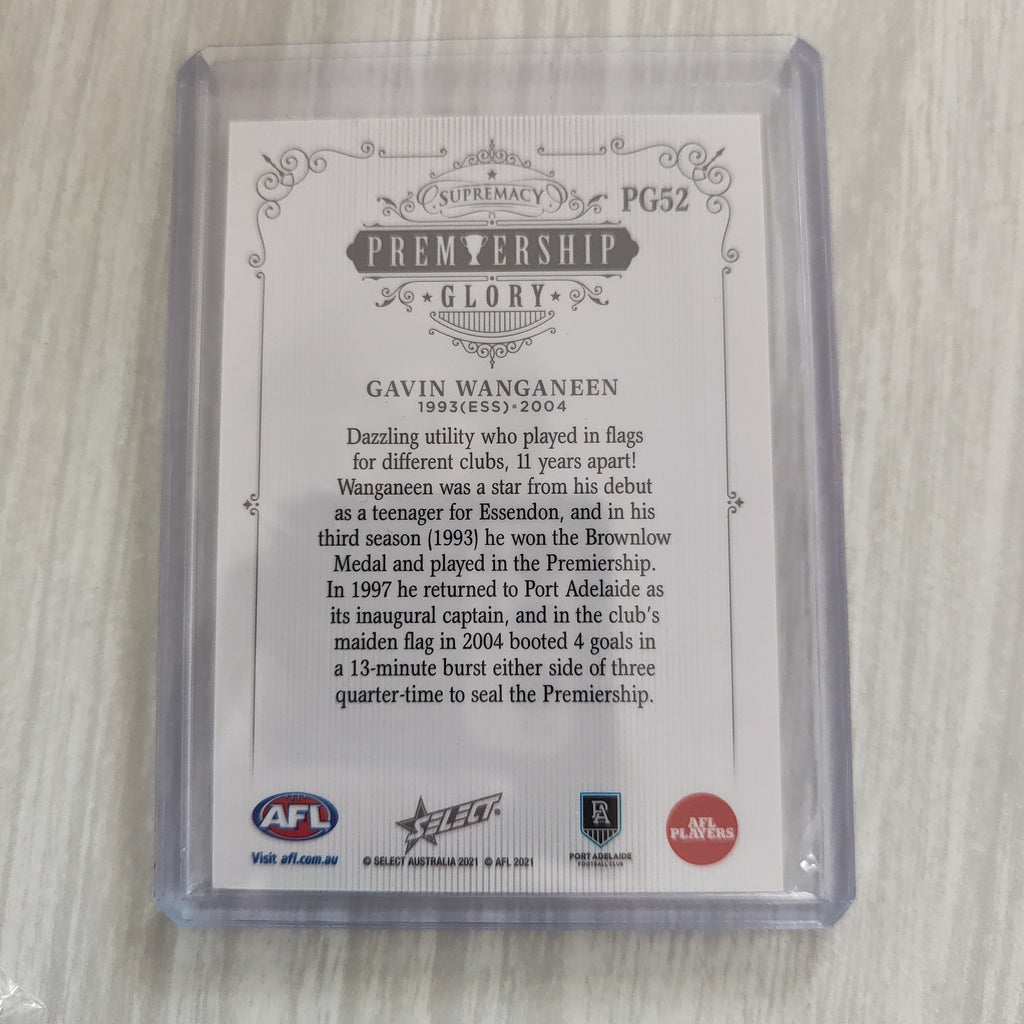 SUPREMACY
PG52
PREMIERSHIP
GLORY
GAVIN WANGANEEN
1993(ESS)•2004
Dazzling utility who played in flags
for different clubs, 11 years apart!
Wanganeen was a star from his debut
as a teenager for Essendon, and in his
third season (1993) he won the Brownlow
Medal and played in the Premiership.
In 1997 he returned to Port Adelaide as
its inaugural captain, and in the club's
maiden flag in 2004 booted 4 goals in
a 13-minute burst either side of three
quarter-time to seal the Premiership.
AFL
Visit afl.com.au
SELECT®
© SELECT AUSTRALIA 2021 © AFL 2021
PA
PORT ADELAIDE
FOOTBALL CLUB
AFL
PLAYERS